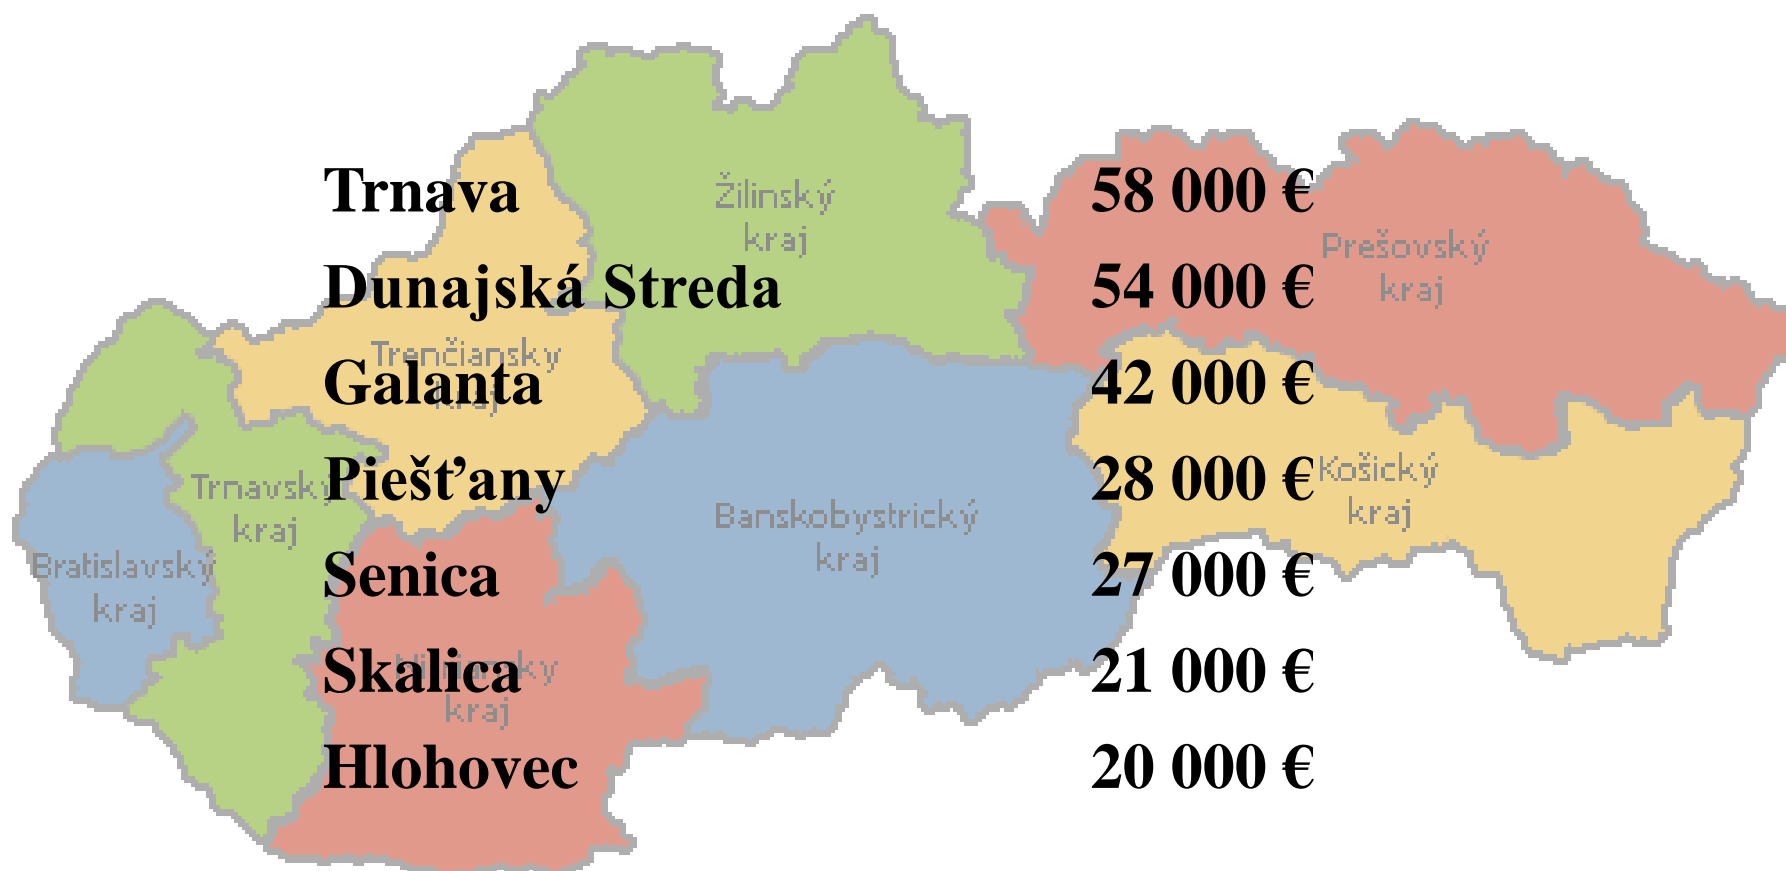 Trnava 58 000 €
Dunajská Streda 54 000 €
Galanta 42 000 €
Piešťany 28 000 €
Senica 27 000 €
Skalica 21 000 €
Hlohovec 20 000 €
Žilinský
kraj
Prešovský
kraj
Trenčiansky
kraj
Trnavský
kraj
Košický
kraj
Banskobystrický
kraj
Bratislavský
kraj
kraj